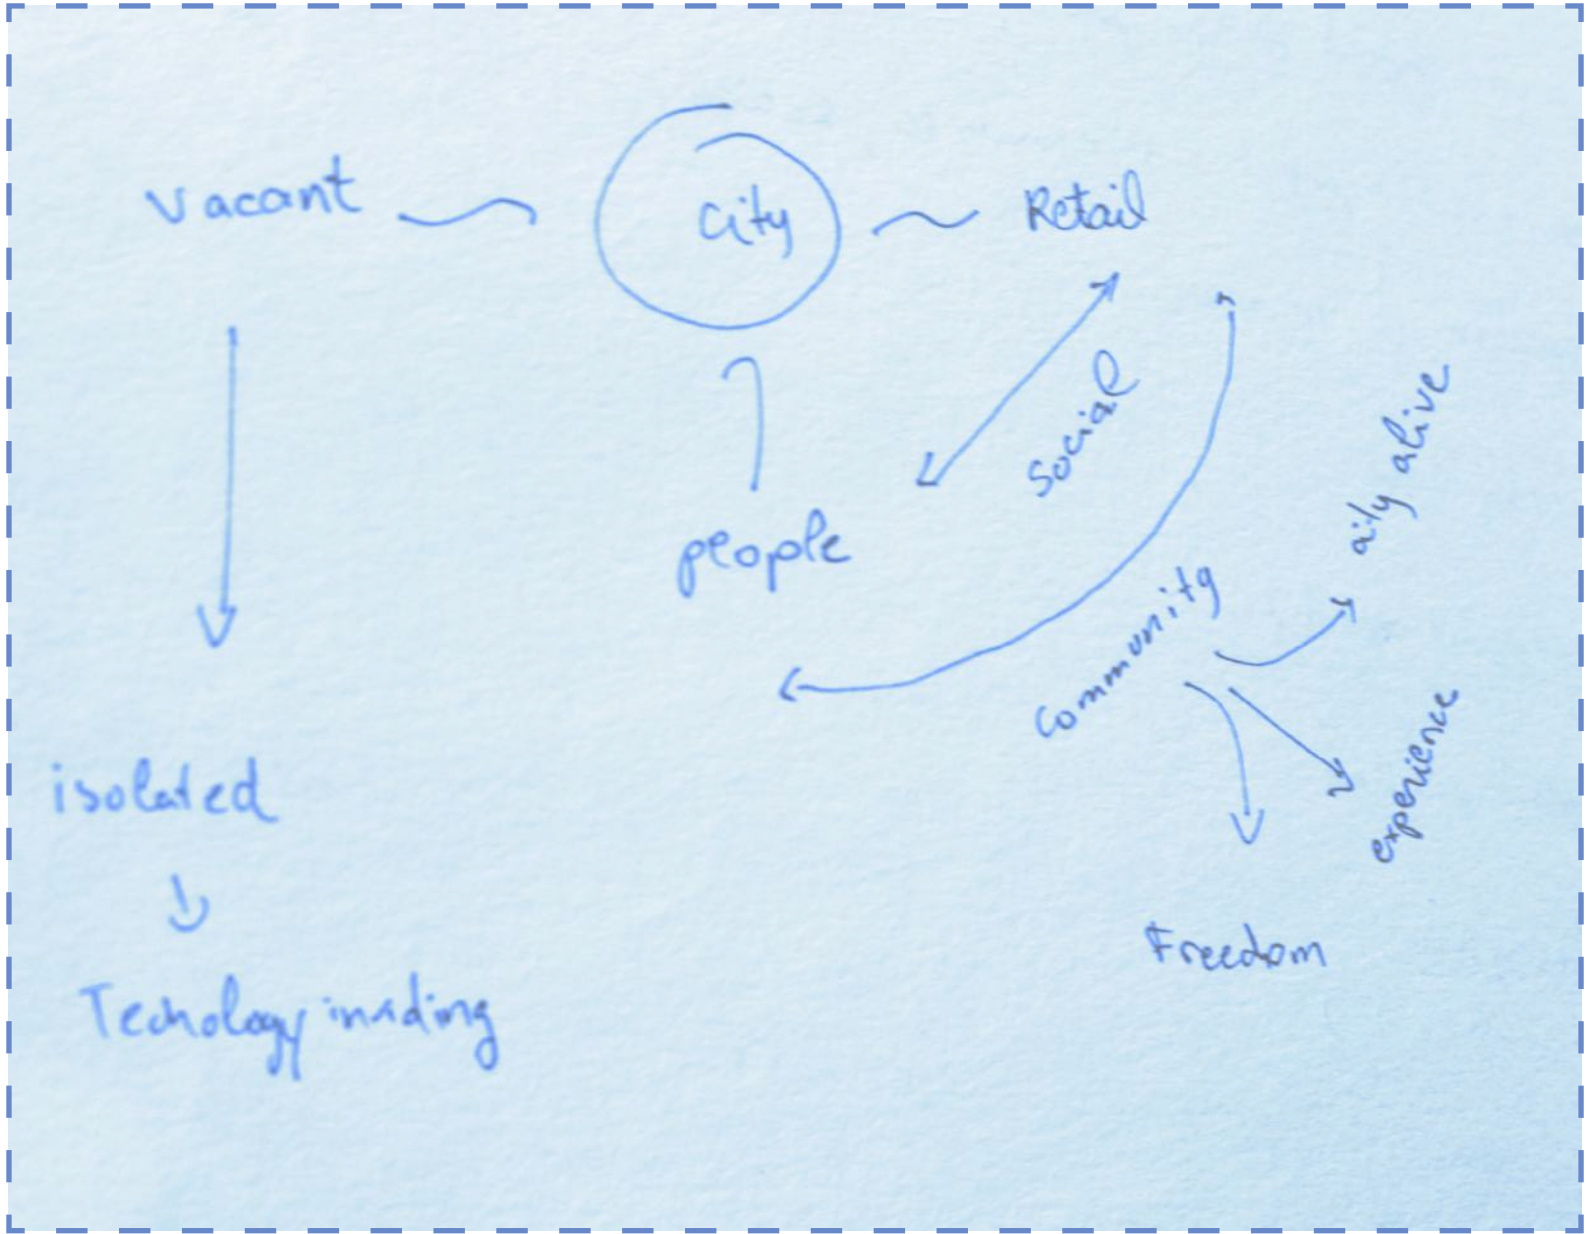 Vacant
City
Retail
Social
people
city alive
Community
experience
isolated
Freedom
Techology invading